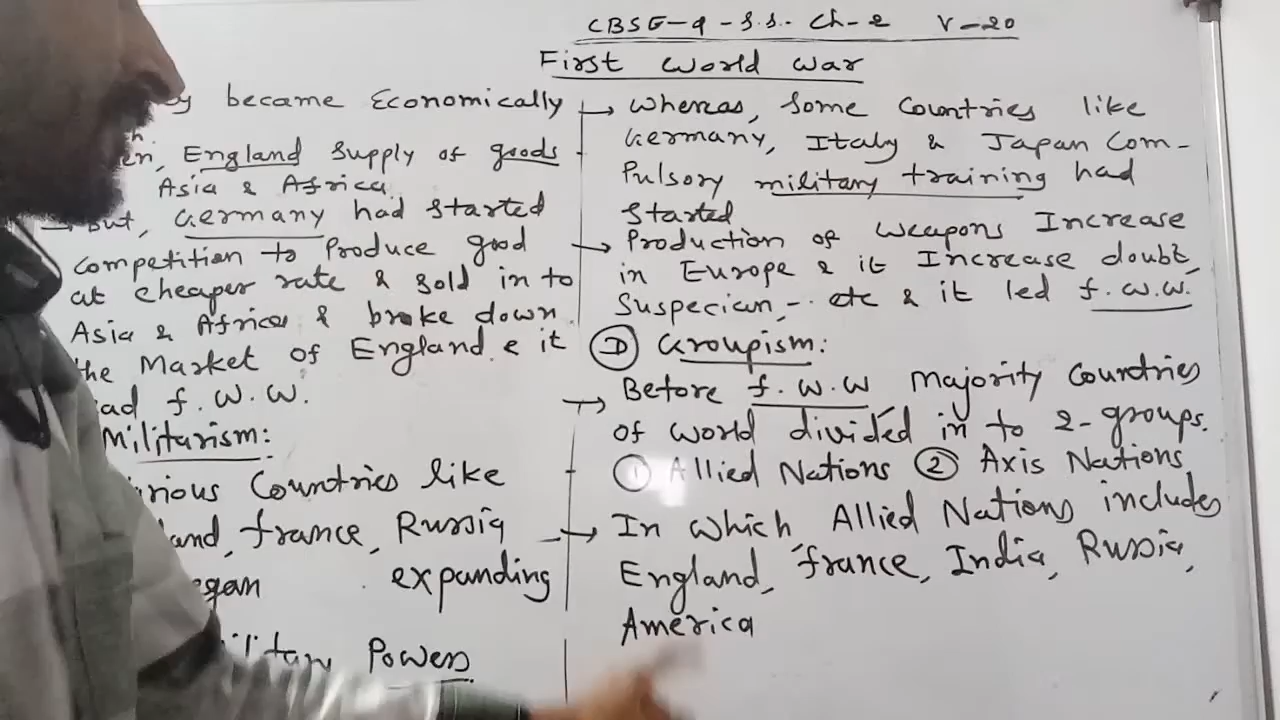 CBSE-9-S.S.- Ch-2 V-20
First World War
became Economically
England Supply of goods
Asia & Africa
but, Germany had started
competition to Produce good
at cheaper rate & sold in to
Asia & Africa & broke down
the Market of England & it
f. W. W.
Militarism:
Countries like
france, Russia
expanding
Powers
→ Whereas, Some Countries like
Germany, Italy & Japan Com-
Pulsory military training had
Started
→ Production of weapons Increase
in Europe & it Increase doubt,
Suspecian, - etc & it led f. W. W.
D Groupism:
→ Before f. W. W Majority Countries
of World divided in to 2-groups.
① Allied Nations ② Axis Nations
→ In which, Allied Nations includes
England, france, India, Russia,
America